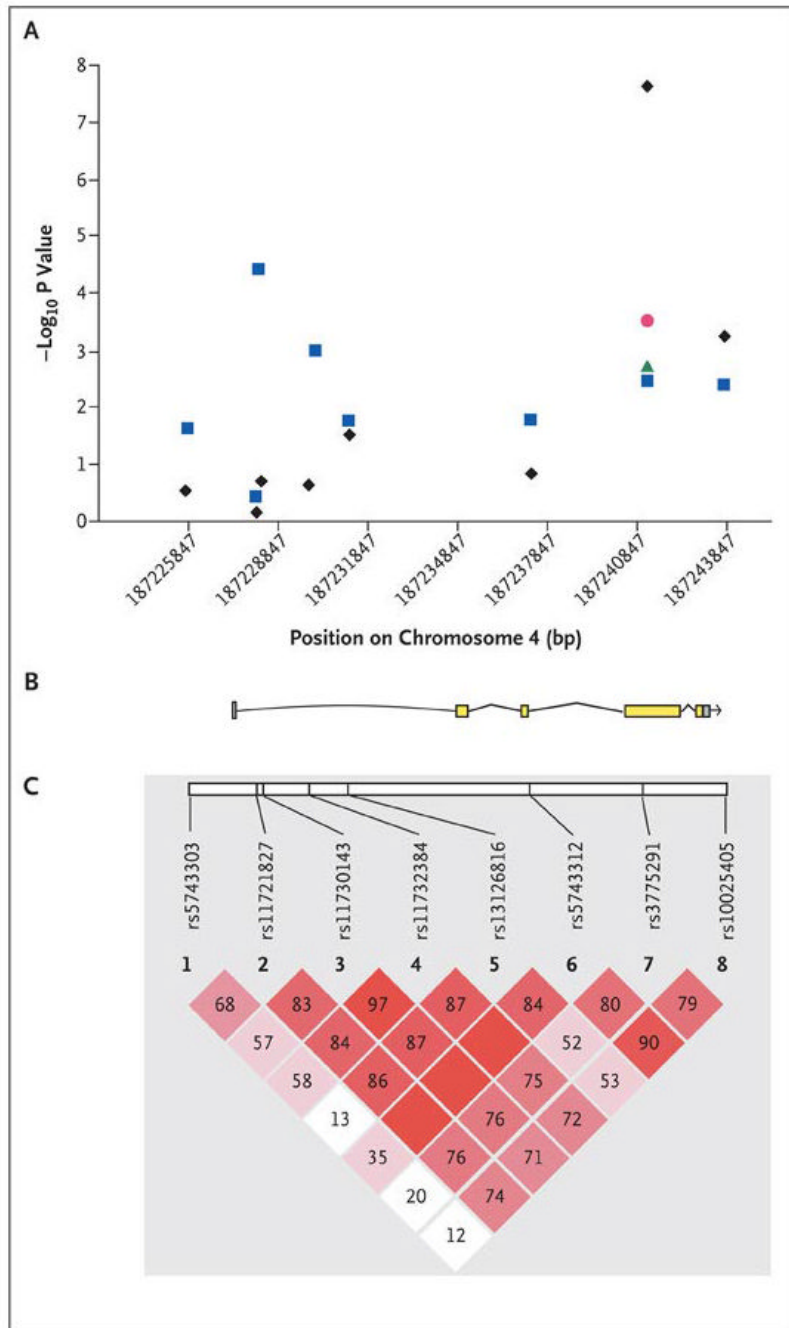 A
8
7
6
5
4
3
2
1
0
–Log10 P Value
187225847
187228847
187231847
187234847
187237847
187240847
187243847
Position on Chromosome 4 (bp)
B
C
rs5743303
rs11721827
rs11730143
rs11732384
rs13126816
rs5743312
rs3775291
rs10025405
1 2 3 4 5 6 7 8
68 83 97 87 84 80 79
57 84 87 52 90
58 86 75 53
13 76 72
35 76 71
20 74
12